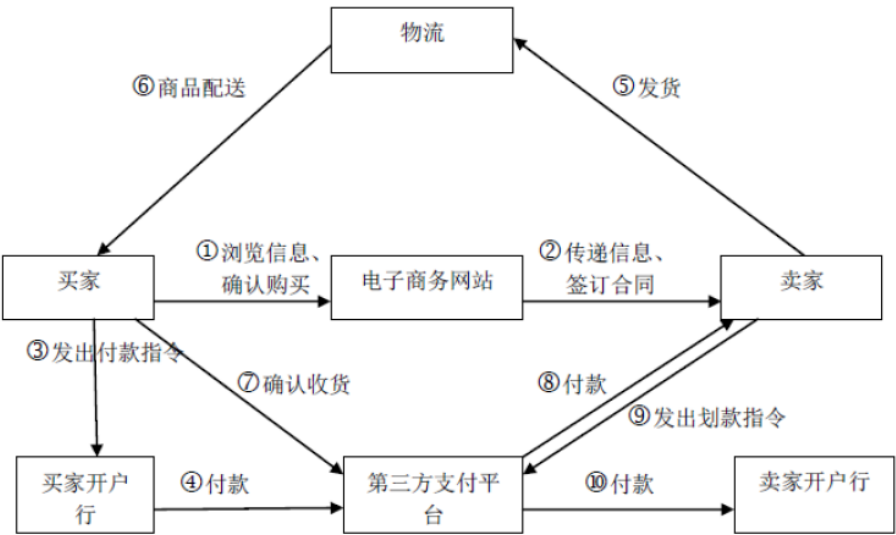 物流
⑥商品配送
⑤发货
①浏览信息、
确认购买
②传递信息、
签订合同
买家
电子商务网站
卖家
③发出付款指令
⑦确认收货
⑧付款
⑨发出划款指令
买家开户
行
④付款
第三方支付平
台
⑩付款
卖家开户行